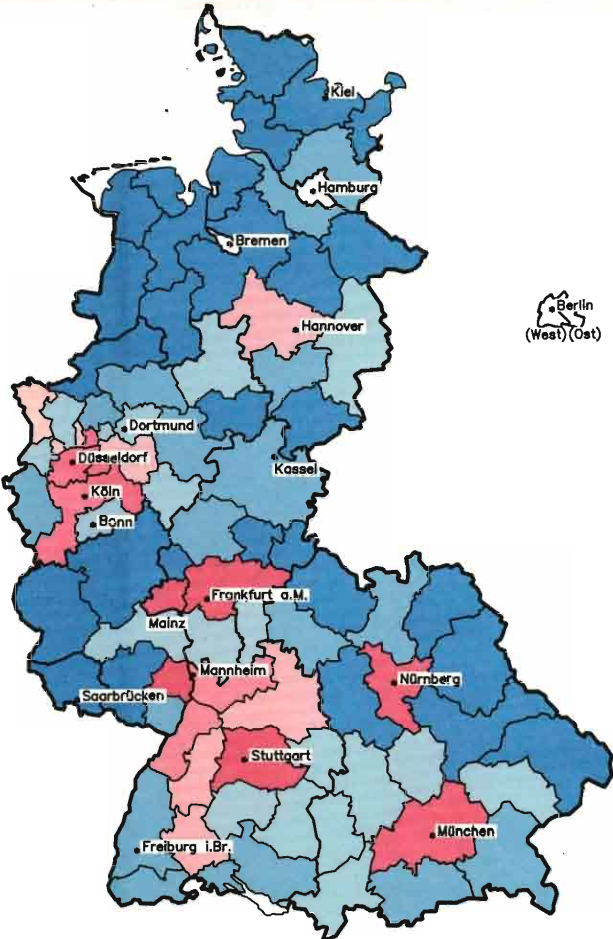 Kiel
Hamburg
Bremen
Berlin
(West) (Ost)
Hannover
Dortmund
Düsseldorf
Kassel
Köln
Bonn
Frankfurt a.M.
Mainz
Mannheim
Nürnberg
Saarbrücken
Stuttgart
München
Freiburg i.Br.